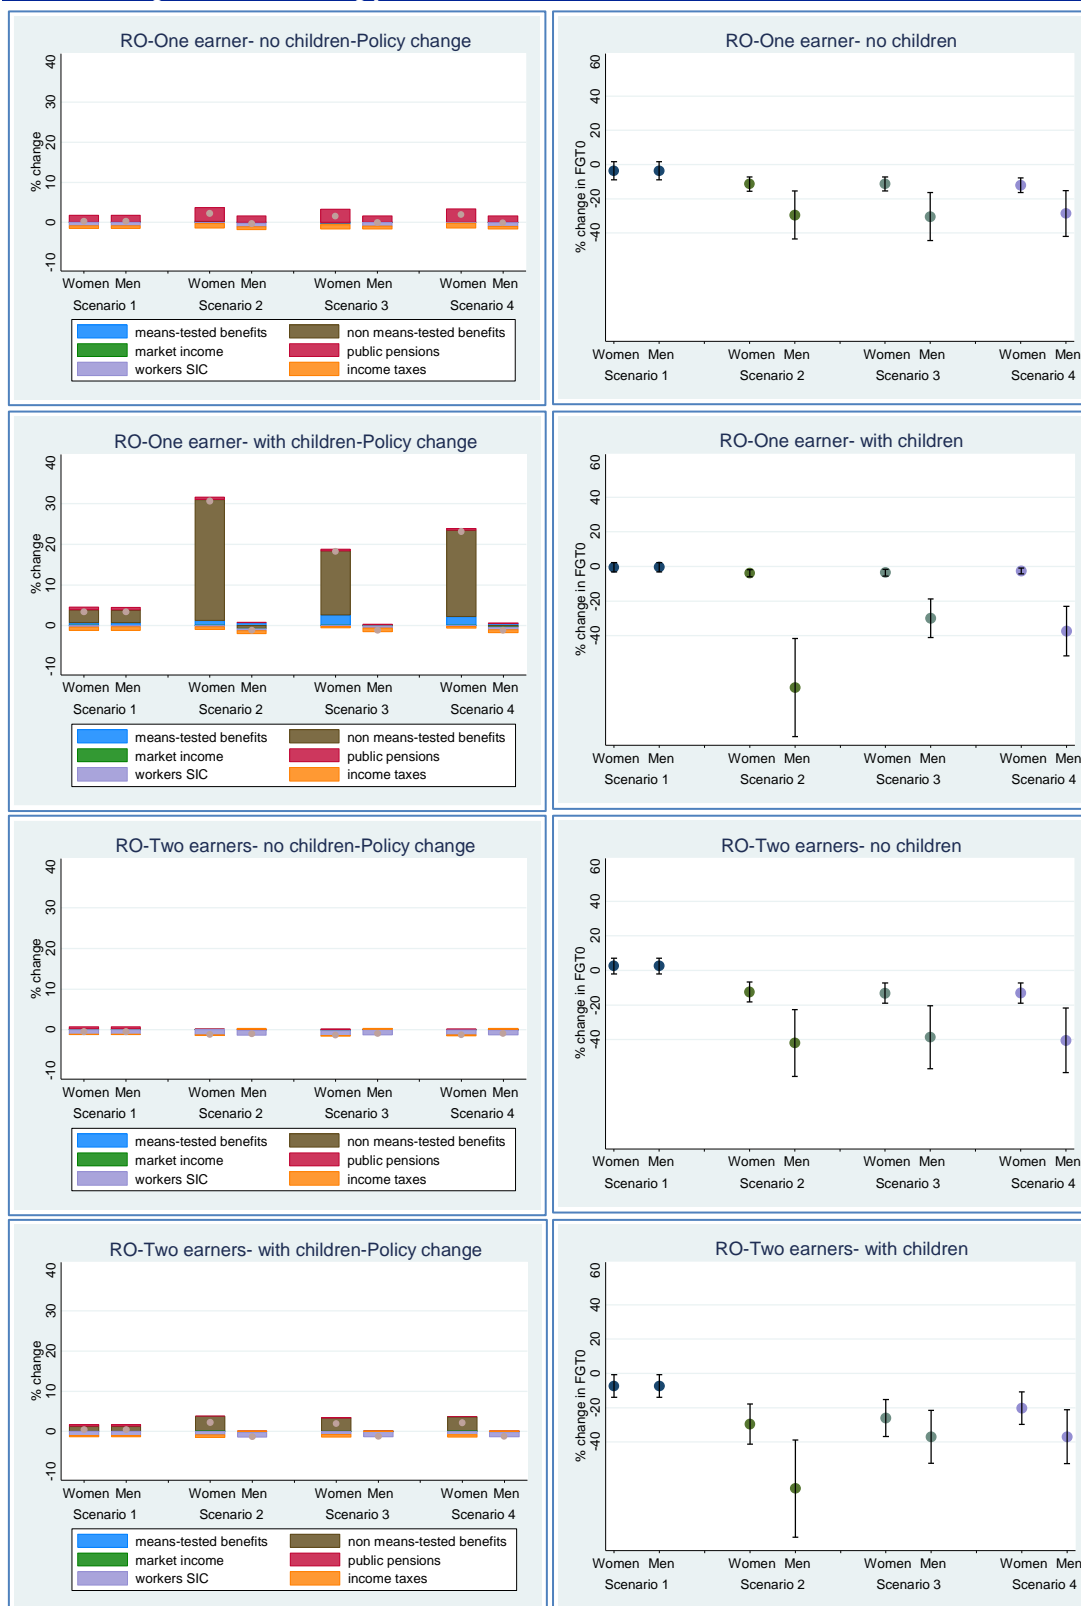 RO-One earner- no children-Policy change
% change
40
30
20
10
0
-10
Women Men Women Men Women Men Women Men
Scenario 1 Scenario 2 Scenario 3 Scenario 4
means-tested benefits non means-tested benefits
market income public pensions
workers SIC income taxes
RO-One earner- no children
% change in FGT0
60
40
20
0
-20
-40
Women Men Women Men Women Men Women Men
Scenario 1 Scenario 2 Scenario 3 Scenario 4
RO-One earner- with children-Policy change
% change
40
30
20
10
0
-10
Women Men Women Men Women Men Women Men
Scenario 1 Scenario 2 Scenario 3 Scenario 4
means-tested benefits non means-tested benefits
market income public pensions
workers SIC income taxes
RO-One earner- with children
% change in FGT0
60
40
20
0
-20
-40
Women Men Women Men Women Men Women Men
Scenario 1 Scenario 2 Scenario 3 Scenario 4
RO-Two earners- no children-Policy change
% change
40
30
20
10
0
-10
Women Men Women Men Women Men Women Men
Scenario 1 Scenario 2 Scenario 3 Scenario 4
means-tested benefits non means-tested benefits
market income public pensions
workers SIC income taxes
RO-Two earners- no children
% change in FGT0
60
40
20
0
-20
-40
Women Men Women Men Women Men Women Men
Scenario 1 Scenario 2 Scenario 3 Scenario 4
RO-Two earners- with children-Policy change
% change
40
30
20
10
0
-10
Women Men Women Men Women Men Women Men
Scenario 1 Scenario 2 Scenario 3 Scenario 4
means-tested benefits non means-tested benefits
market income public pensions
workers SIC income taxes
RO-Two earners- with children
% change in FGT0
60
40
20
0
-20
-40
Women Men Women Men Women Men Women Men
Scenario 1 Scenario 2 Scenario 3 Scenario 4